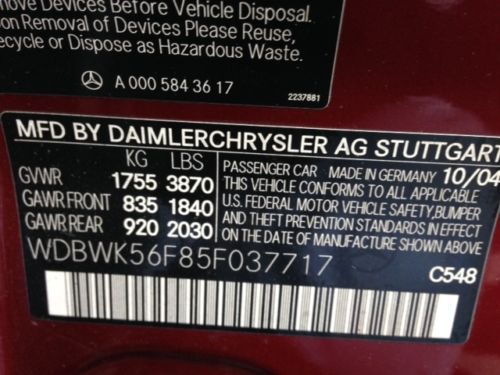 move Devices Before Vehicle Disposal.
on Removal of Devices Please Reuse,
ecycle or Dispose as Hazardous Waste.
A 000 584 36 17
2237881
MFD BY DAIMLERCHRYSLER AG STUTTGART
KG LBS
GVWR 1755 3870
GAWR FRONT 835 1840
GAWR REAR 920 2030
PASSENGER CAR MADE IN GERMANY 10/04
THIS VEHICLE CONFORMS TO ALL APPLICABLE
U.S. FEDERAL MOTOR VEHICLE SAFETY, BUMPER
AND THEFT PREVENTION STANDARDS IN EFFECT
ON THE DATE OF MANUFACTURE SHOWN ABOVE.
WDBWK56F85F037717
C548